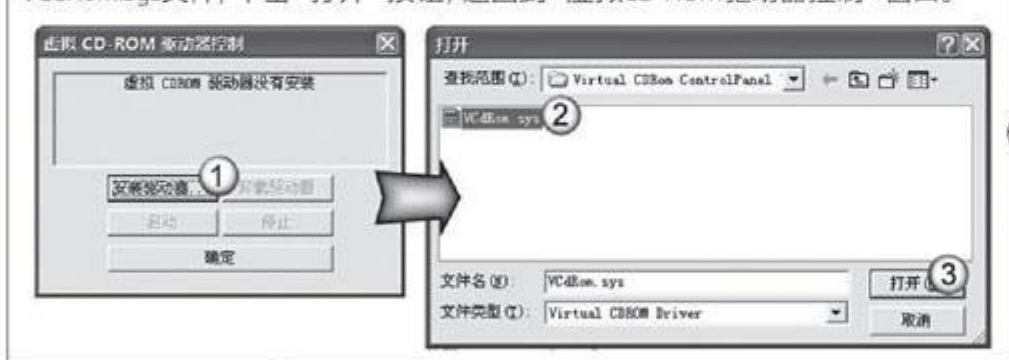 虚拟 CD-ROM 驱动器控制
虚拟 CDROM 驱动器没有安装
安装驱动器...
①
卸载驱动器
启动
停止
确定
打开
查找范围(I):
Virtual CDRom ControlPanel
VCdRom.sys
②
文件名(N):
VCdRom.sys
打开
③
文件类型(T):
Virtual CDROM Driver
取消